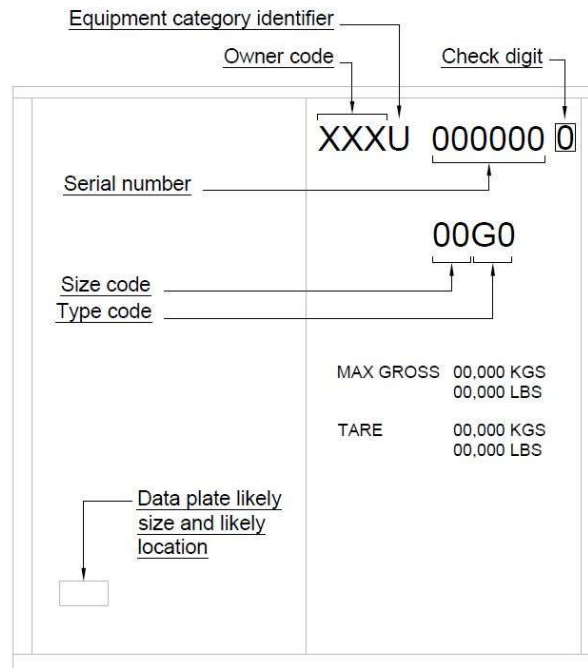 Equipment category identifier
Owner code
Check digit
XXXU 000000 0
Serial number
00G0
Size code
Type code
MAX GROSS 00,000 KGS
00,000 LBS
TARE 00,000 KGS
00,000 LBS
Data plate likely
size and likely
location